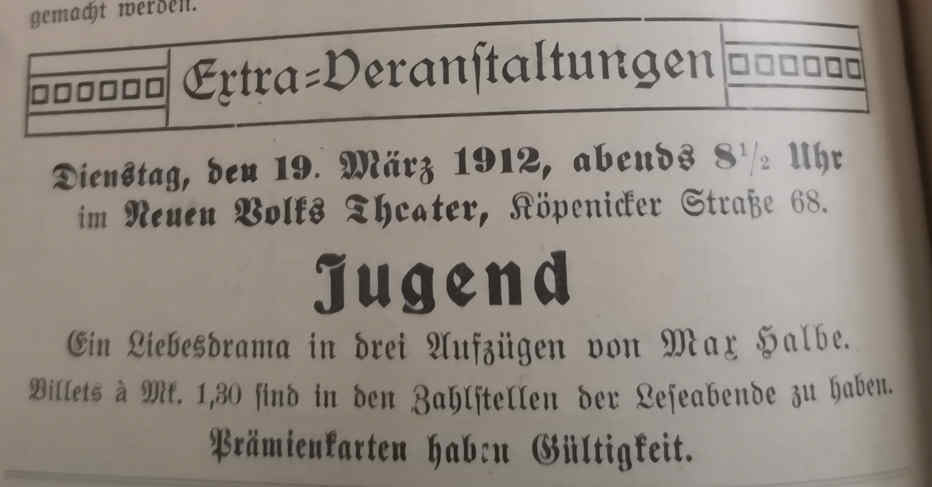 gemacht werden.
Extra-Veranstaltungen
Dienstag, den 19. März 1912, abends 8½ Uhr
im Neuen Volks Theater, Köpenicker Straße 68.
Jugend
Ein Liebesdrama in drei Aufzügen von Max Halbe.
Billets à Mk. 1,30 sind in den Zahlstellen der Leseabende zu haben.
Prämienkarten haben Gültigkeit.